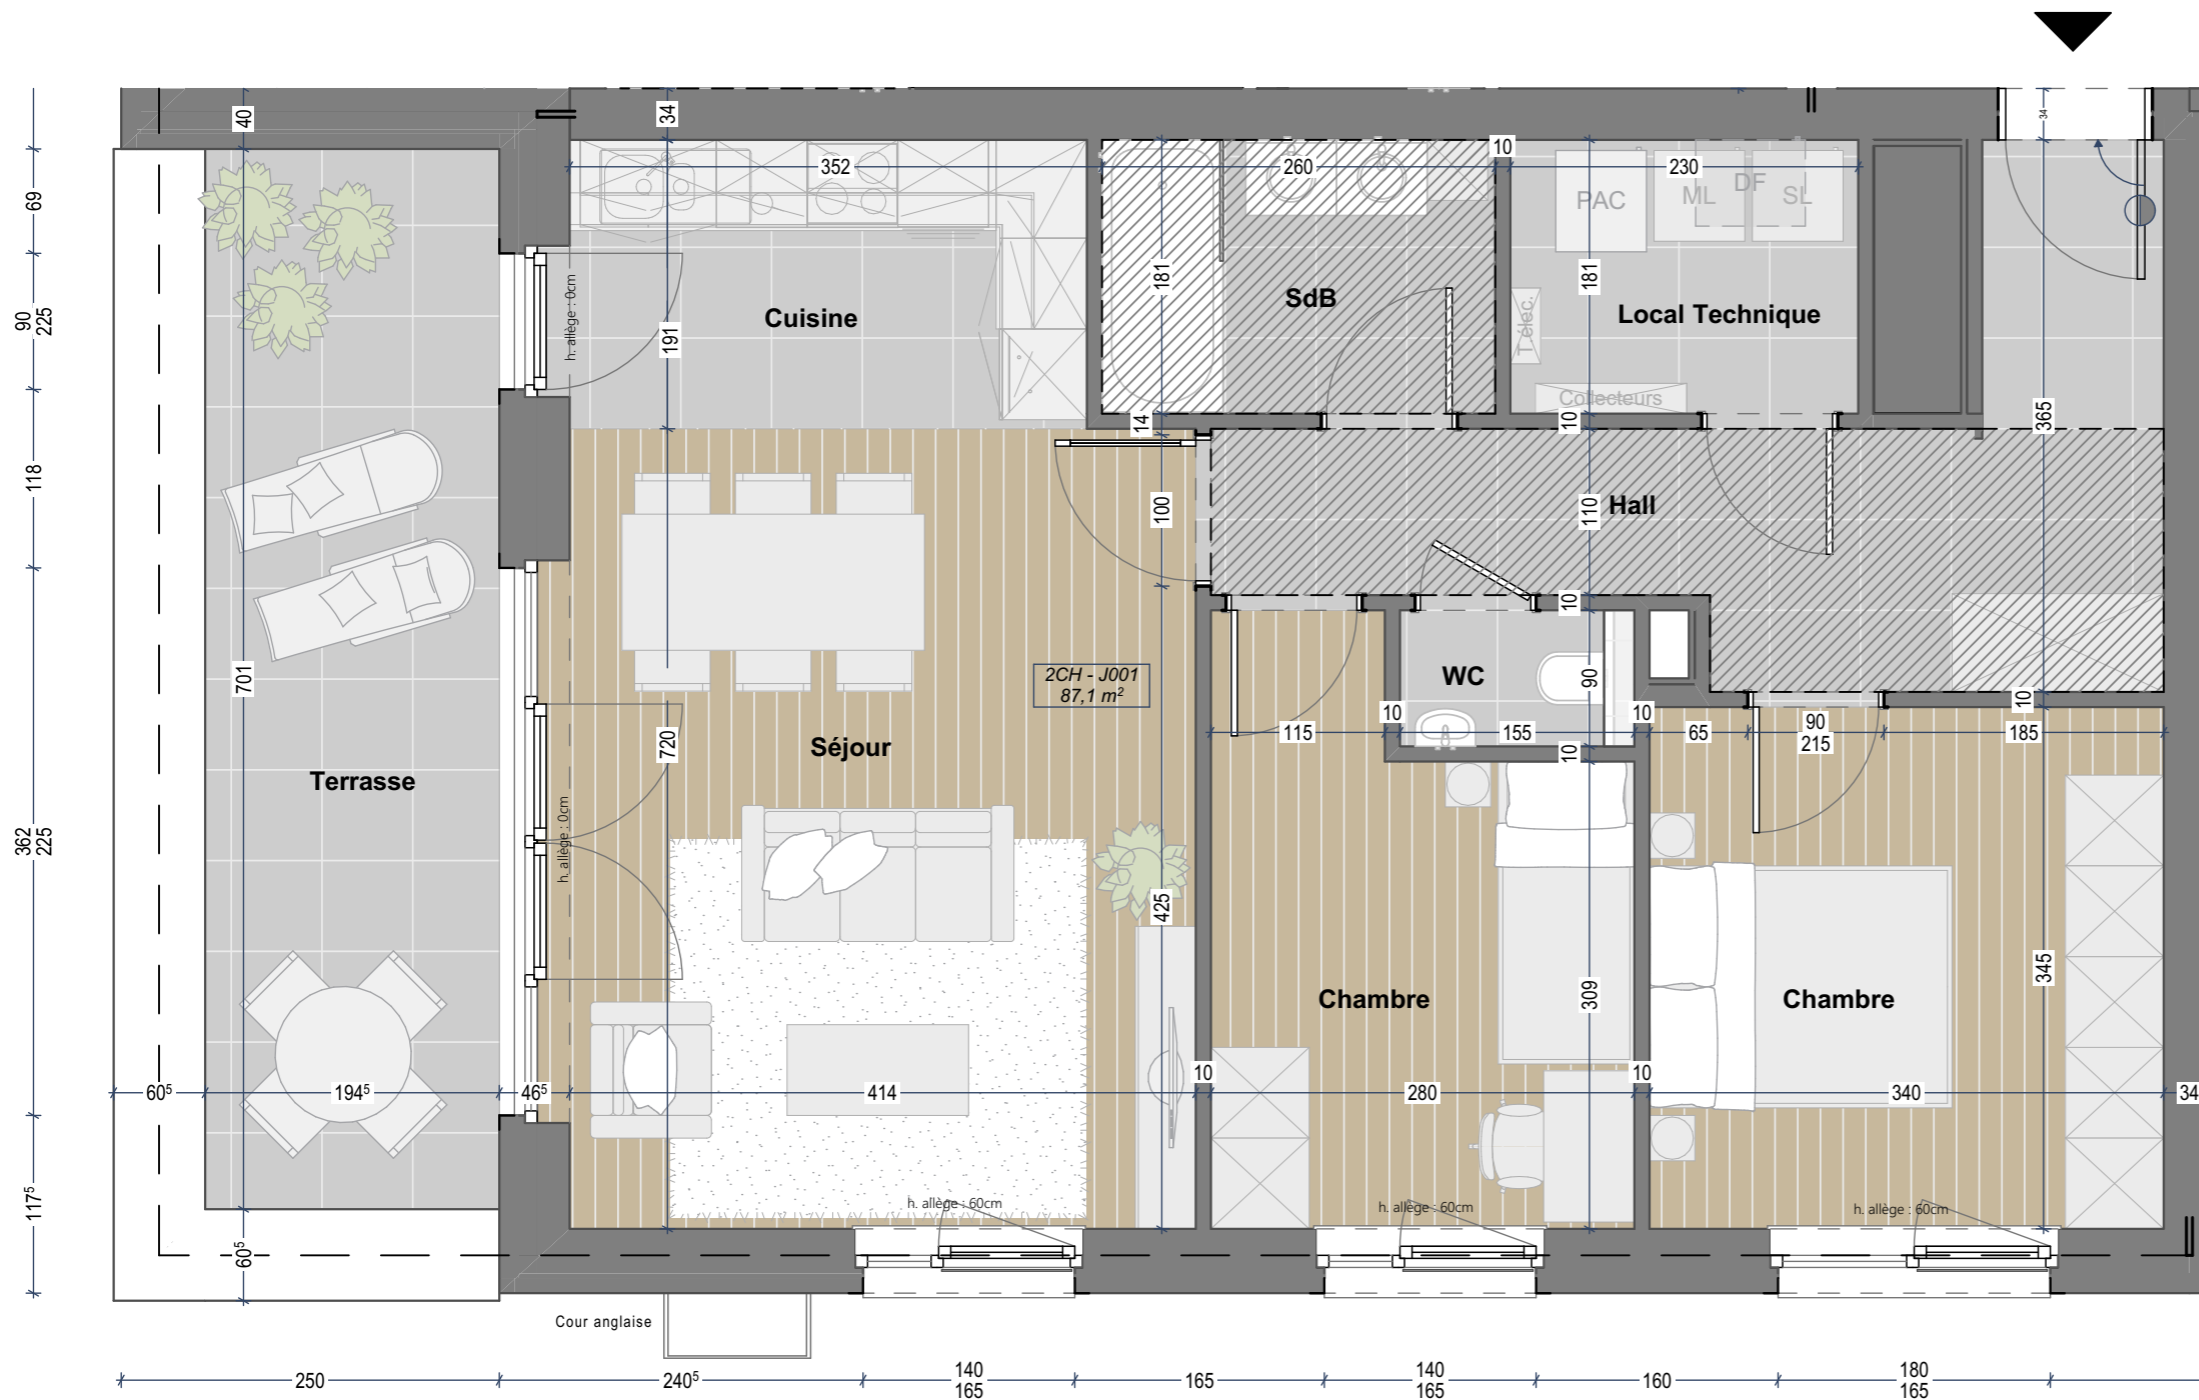 34
40
34
352
260
10
230
PAC
ML
DF
SL
69
181
181
SdB
Cuisine
Local Technique
h. allège : 0cm
90
225
191
T.élec.
Collecteurs
14
10
365
118
100
110
Hall
10
701
2CH - J001
87,1 m²
WC
90
10
10
10
115
155
65
90
215
185
720
Séjour
10
Terrasse
362
225
h. allège : 0cm
425
309
345
Chambre
Chambre
10
10
60⁵
194⁵
46⁵
414
280
340
34
117⁵
h. allège : 60cm
h. allège : 60cm
h. allège : 60cm
60⁵
Cour anglaise
250
240⁵
140
165
165
140
165
160
180
165